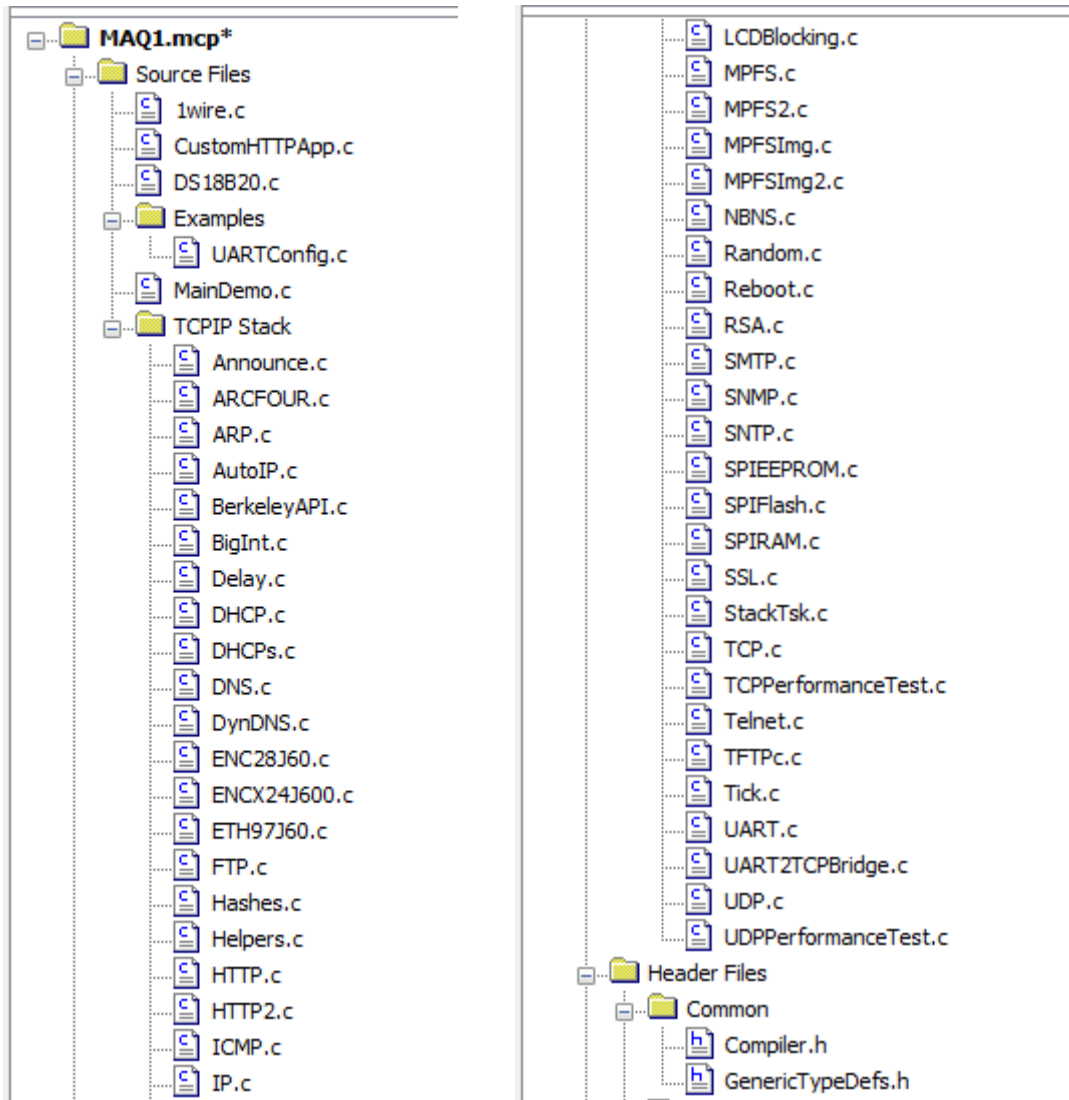 MAQ1.mcp*
Source Files
1wire.c
CustomHTTPApp.c
DS18B20.c
Examples
UARTConfig.c
MainDemo.c
TCPIP Stack
Announce.c
ARCFOUR.c
ARP.c
AutoIP.c
BerkeleyAPI.c
BigInt.c
Delay.c
DHCP.c
DHCPs.c
DNS.c
DynDNS.c
ENC28J60.c
ENCX24J600.c
ETH97J60.c
FTP.c
Hashes.c
Helpers.c
HTTP.c
HTTP2.c
ICMP.c
IP.c
LCDBlocking.c
MPFS.c
MPFS2.c
MPFSImg.c
MPFSImg2.c
NBNS.c
Random.c
Reboot.c
RSA.c
SMTP.c
SNMP.c
SNTP.c
SPIEEPROM.c
SPIFlash.c
SPIRAM.c
SSL.c
StackTsk.c
TCP.c
TCPPerformanceTest.c
Telnet.c
TFTPc.c
Tick.c
UART.c
UART2TCPBridge.c
UDP.c
UDPPerformanceTest.c
Header Files
Common
Compiler.h
GenericTypeDefs.h